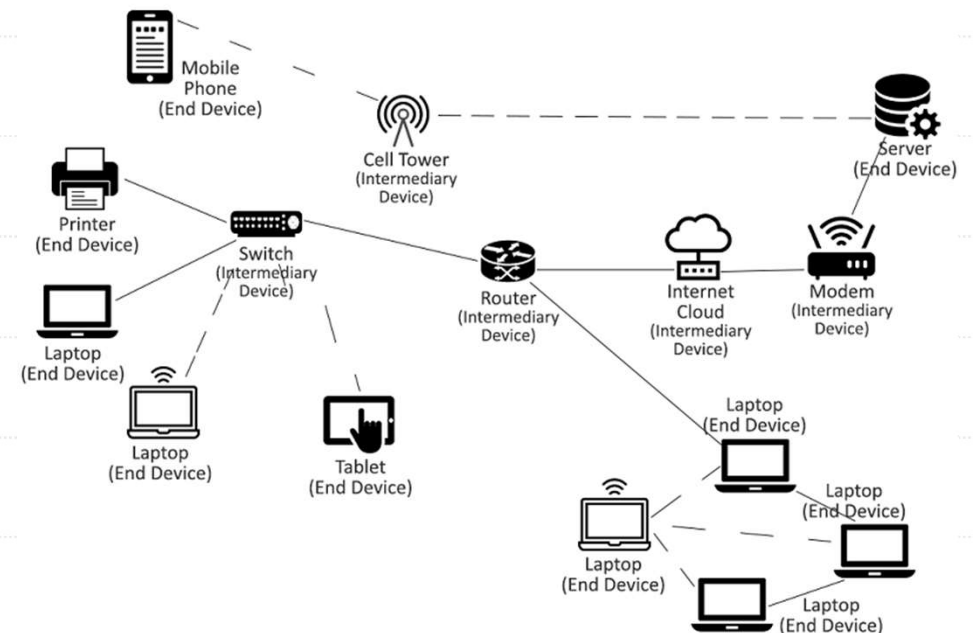 Mobile
Phone
(End Device)
Cell Tower
(Intermediary
Device)
Server
(End Device)
Printer
(End Device)
Switch
(Intermediary
Device)
Router
(Intermediary
Device)
Internet
Cloud
(Intermediary
Device)
Modem
(Intermediary
Device)
Laptop
(End Device)
Laptop
(End Device)
Tablet
(End Device)
Laptop
(End Device)
Laptop
(End Device)
Laptop
(End Device)
Laptop
(End Device)